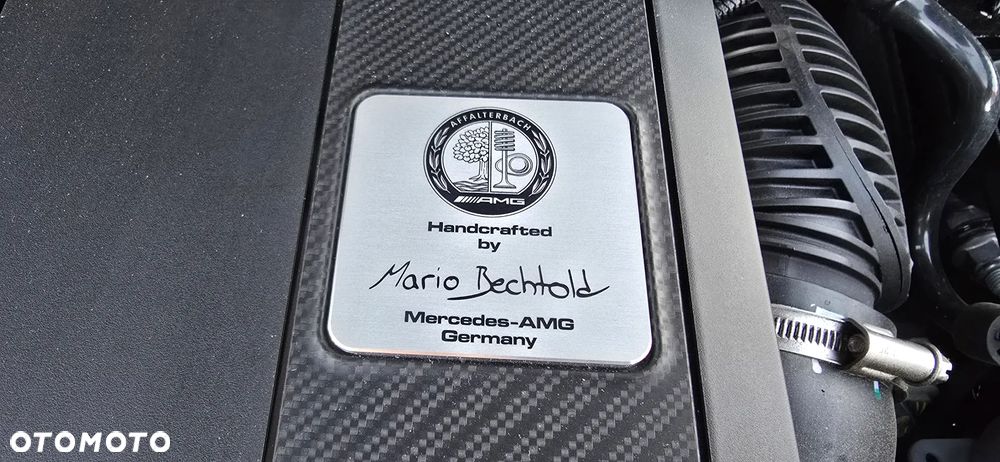 AFFALTERBACH
AMG
Handcrafted
by
Mario Bechtold
Mercedes-AMG
Germany
OTOMOTO